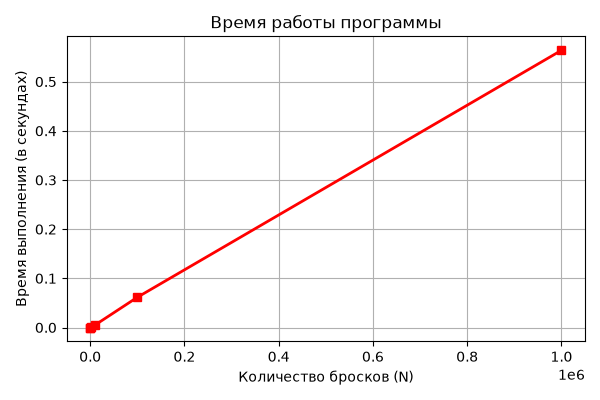 Время работы программы
Время выполнения (в секундах)
0.5
0.4
0.3
0.2
0.1
0.0
0.0 0.2 0.4 0.6 0.8 1.0
1e6
Количество бросков (N)